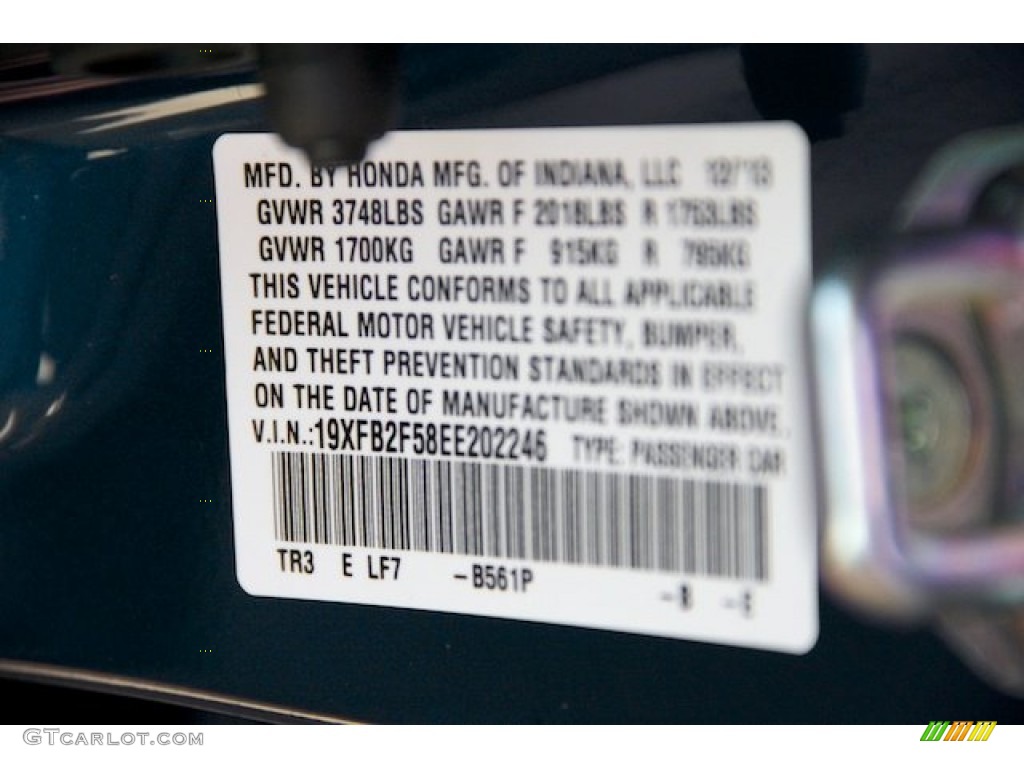 MFD. BY HONDA MFG. OF INDIANA, LLC 12/13
GVWR 3748LBS GAWR F 2018LBS R 1753LBS
GVWR 1700KG GAWR F 915KG R 795KG
THIS VEHICLE CONFORMS TO ALL APPLICABLE
FEDERAL MOTOR VEHICLE SAFETY, BUMPER,
AND THEFT PREVENTION STANDARDS IN EFFECT
ON THE DATE OF MANUFACTURE SHOWN ABOVE.
V.I.N.:19XFB2F58EE202246 TYPE: PASSENGER CAR
TR3 E LF7 -B561P -B -E
GTcarlot.com